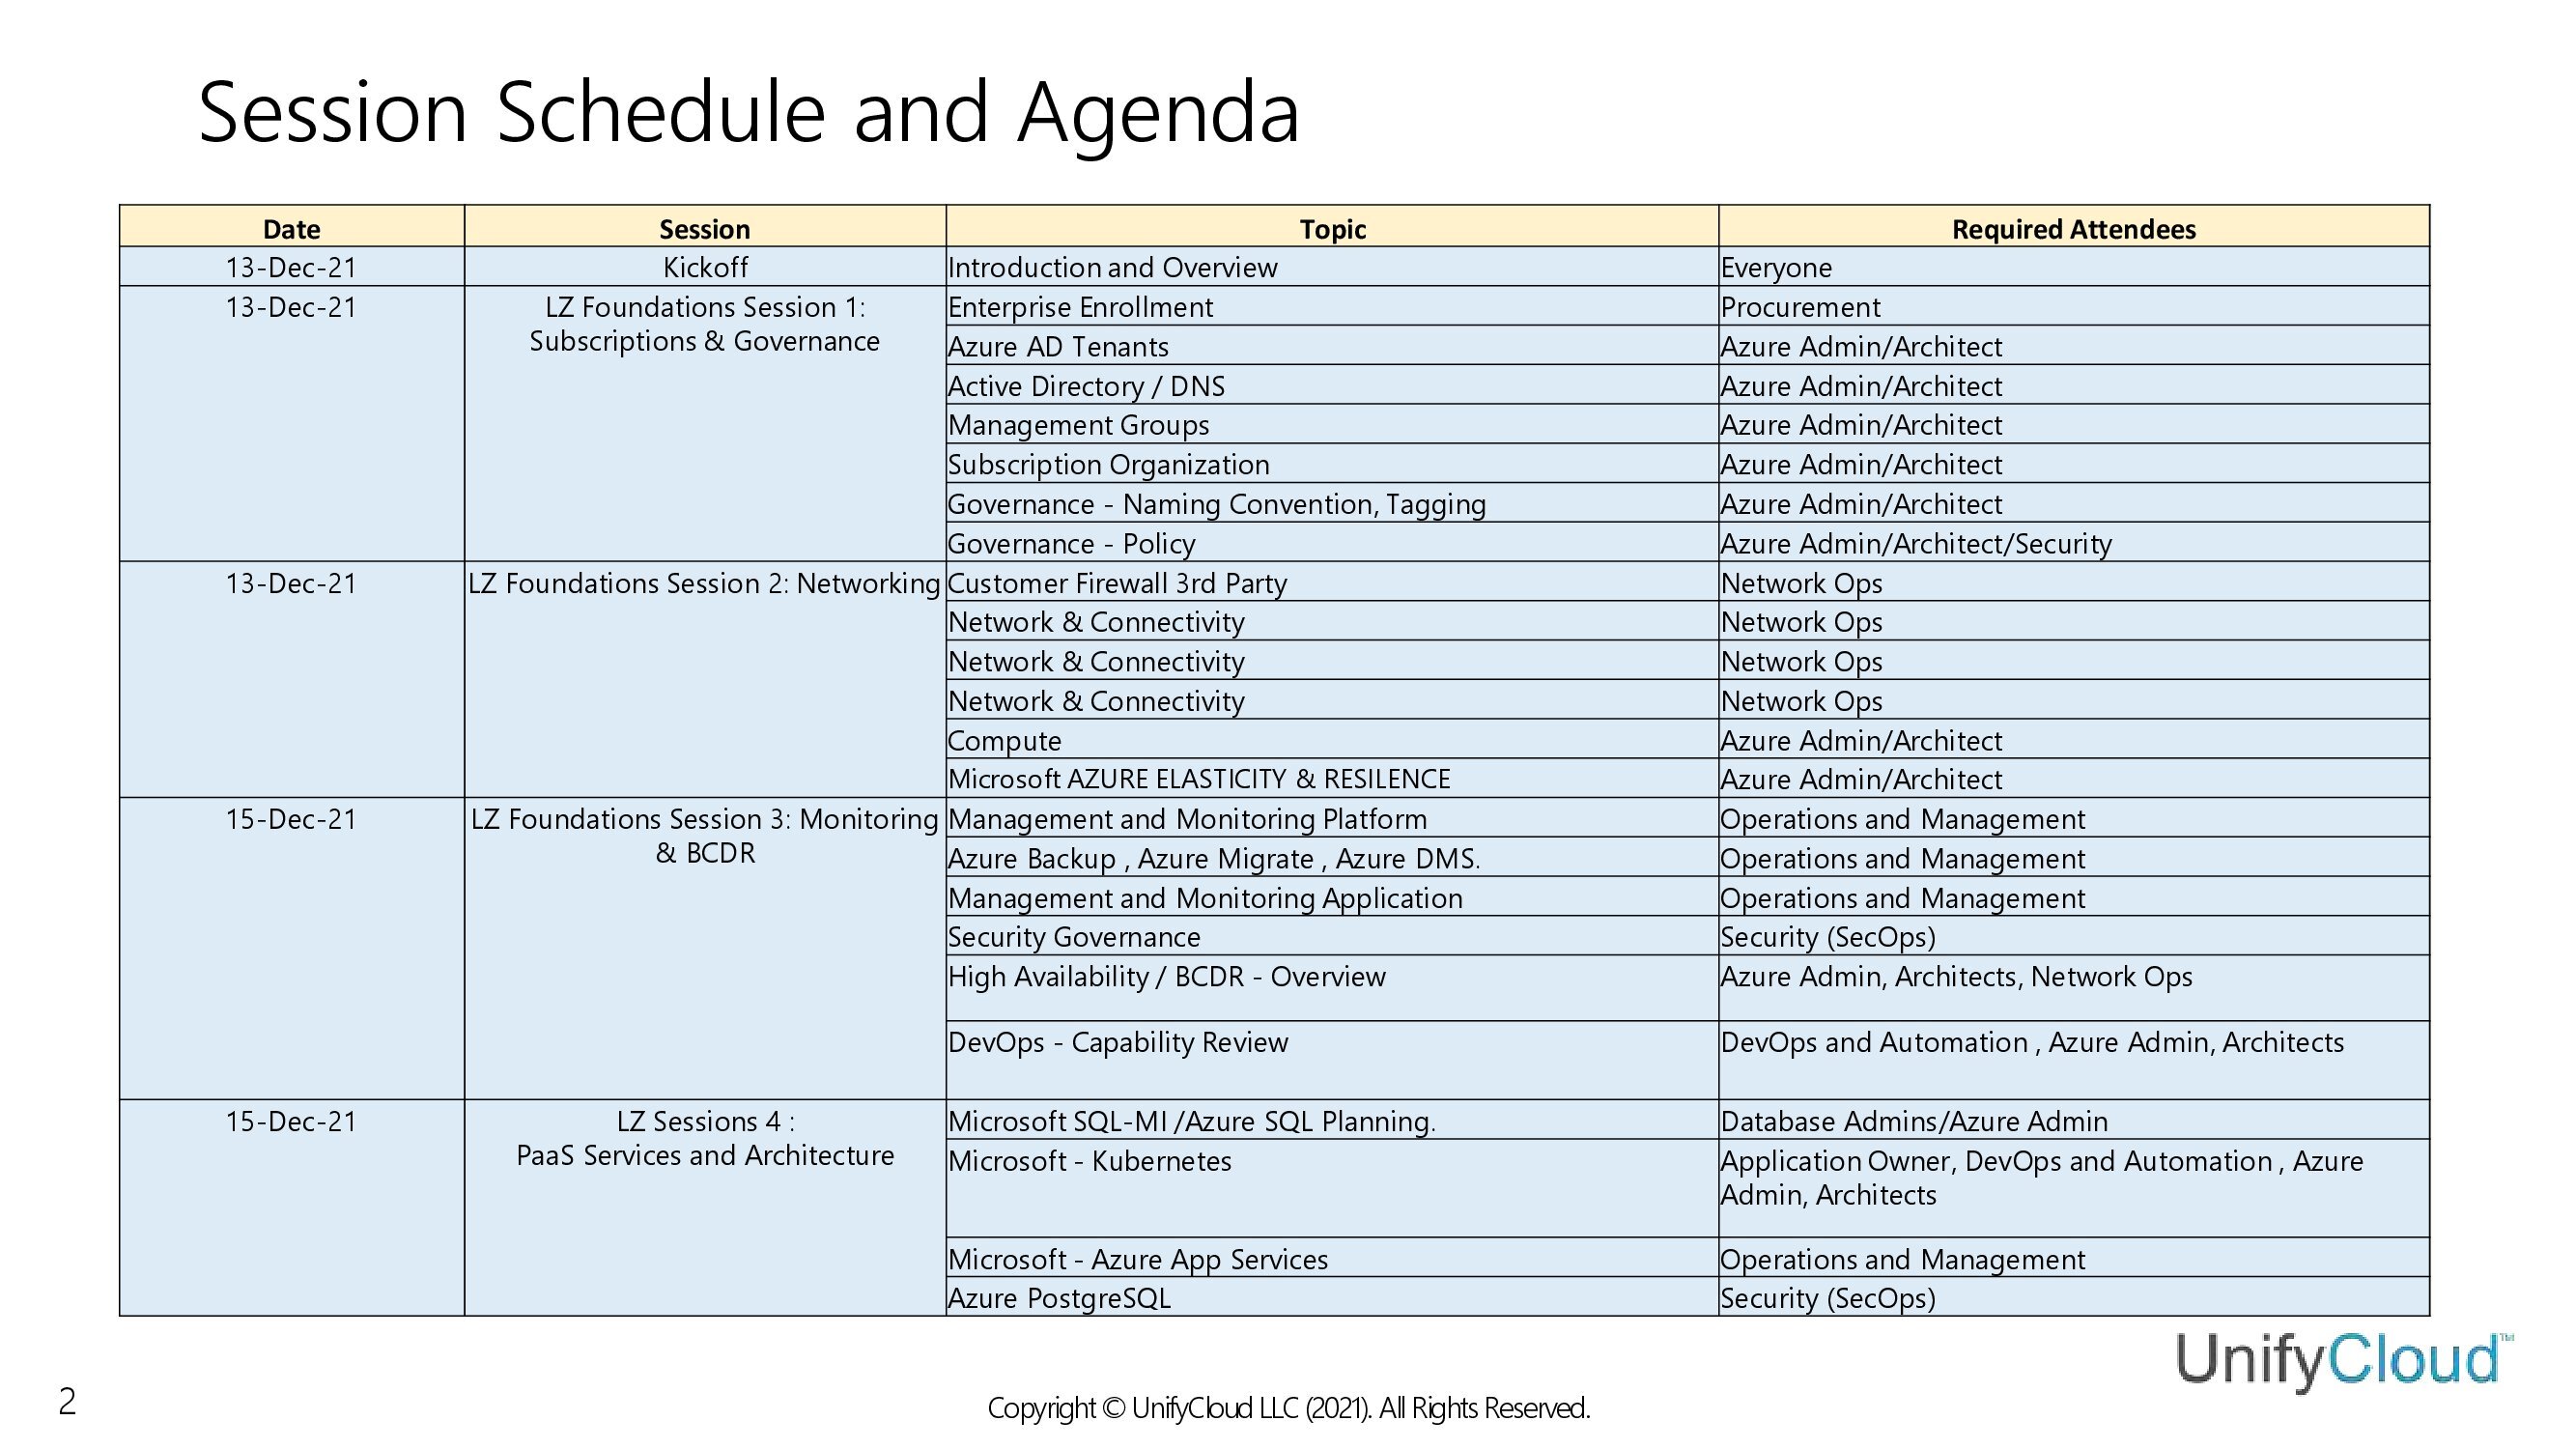 Session Schedule and Agenda
Date Session Topic Required Attendees
13-Dec-21 Kickoff Introduction and Overview Everyone
13-Dec-21 LZ Foundations Session 1: Enterprise Enrollment Procurement
Subscriptions & Governance Azure AD Tenants Azure Admin/Architect
Active Directory / DNS Azure Admin/Architect
Management Groups Azure Admin/Architect
Subscription Organization Azure Admin/Architect
Governance - Naming Convention, Tagging Azure Admin/Architect
Governance - Policy Azure Admin/Architect/Security
13-Dec-21 LZ Foundations Session 2: Networking Customer Firewall 3rd Party Network Ops
Network & Connectivity Network Ops
Network & Connectivity Network Ops
Network & Connectivity Network Ops
Compute Azure Admin/Architect
Microsoft AZURE ELASTICITY & RESILENCE Azure Admin/Architect
15-Dec-21 LZ Foundations Session 3: Monitoring Management and Monitoring Platform Operations and Management
& BCDR Azure Backup , Azure Migrate , Azure DMS. Operations and Management
Management and Monitoring Application Operations and Management
Security Governance Security (SecOps)
High Availability / BCDR - Overview Azure Admin, Architects, Network Ops
DevOps - Capability Review DevOps and Automation , Azure Admin, Architects
15-Dec-21 LZ Sessions 4 : Microsoft SQL-MI /Azure SQL Planning. Database Admins/Azure Admin
PaaS Services and Architecture Microsoft - Kubernetes Application Owner, DevOps and Automation , Azure
Admin, Architects
Microsoft - Azure App Services Operations and Management
Azure PostgreSQL Security (SecOps)
UnifyCloud™
2 Copyright © UnifyCloud LLC (2021). All Rights Reserved.